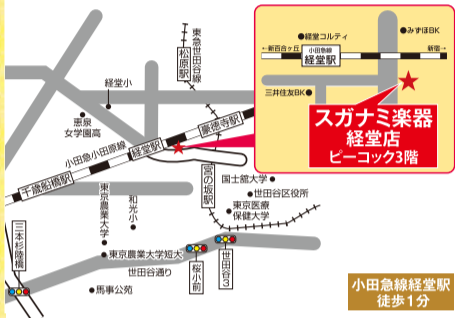 東急世田谷線
松原駅
経堂小
恵泉
女学園高
小田急小田原線
千歳船橋駅
経堂駅
豪徳寺駅
宮の坂駅
国士舘大学
世田谷区役所
東京医療
保健大学
東京農業大学
和光小
三本杉陸橋
東京農業大学短大
世田谷通り
桜小前
世田谷3
馬事公苑
みずほBK
経堂コルティ
←新百合ヶ丘
小田急線
経堂駅
新宿→
三井住友BK
スガナミ楽器
経堂店
ピーコック3階
小田急線経堂駅
徒歩1分